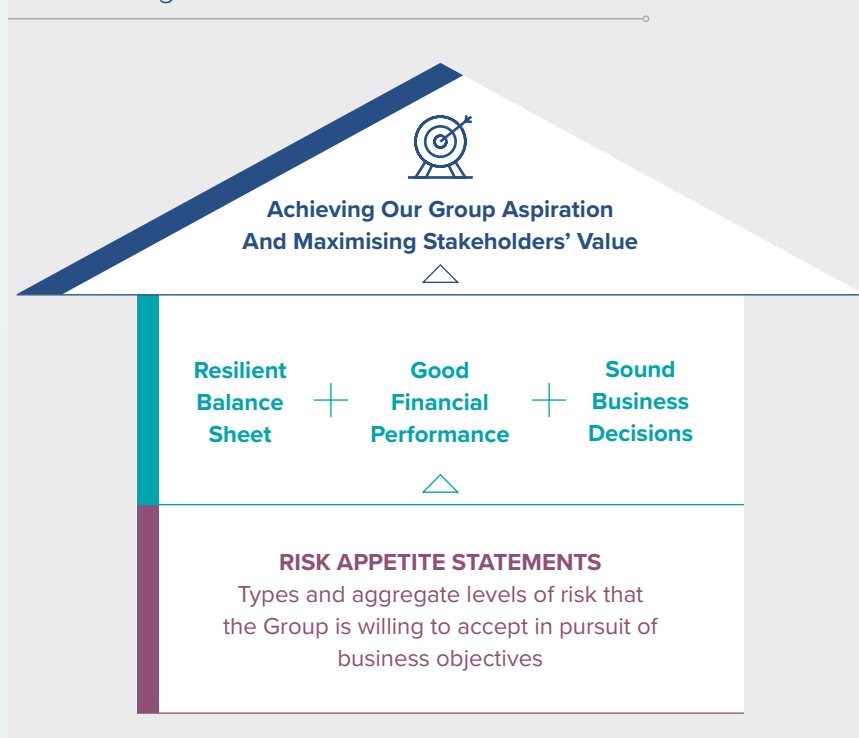 Achieving Our Group Aspiration
And Maximising Stakeholders’ Value
Resilient
Balance
Sheet
Good
Financial
Performance
Sound
Business
Decisions
RISK APPETITE STATEMENTS
Types and aggregate levels of risk that
the Group is willing to accept in pursuit of
business objectives